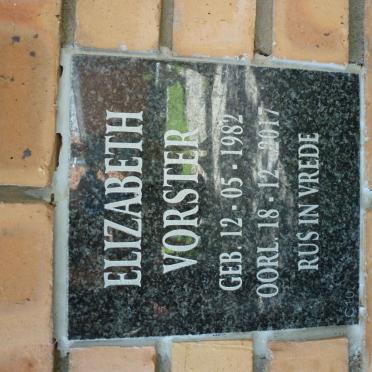 ELIZABETH
VORSTER
GEB. 12 - 05 - 1982
OORL. 18 - 12 - 2017
RUS IN VREDE